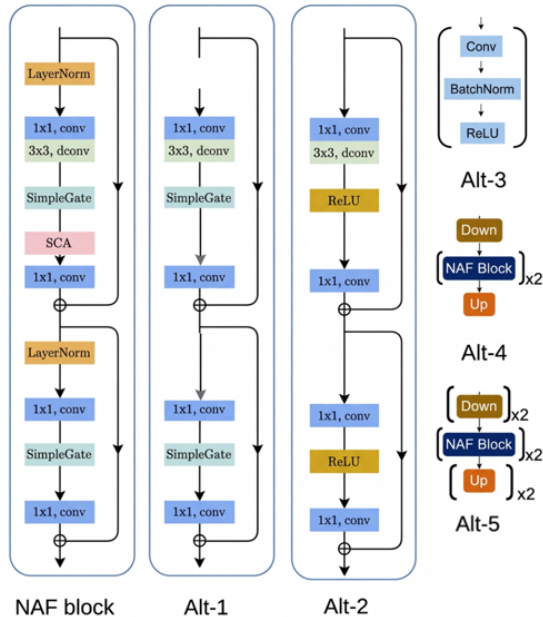 LayerNorm
1x1, conv
3x3, dconv
SimpleGate
SCA
1x1, conv
LayerNorm
1x1, conv
SimpleGate
1x1, conv
NAF block
1x1, conv
3x3, dconv
SimpleGate
1x1, conv
1x1, conv
SimpleGate
1x1, conv
Alt-1
1x1, conv
3x3, dconv
ReLU
1x1, conv
1x1, conv
ReLU
1x1, conv
Alt-2
Conv
BatchNorm
ReLU
Alt-3
Down
NAF Block x2
Up
Alt-4
Down x2
NAF Block x2
Up x2
Alt-5